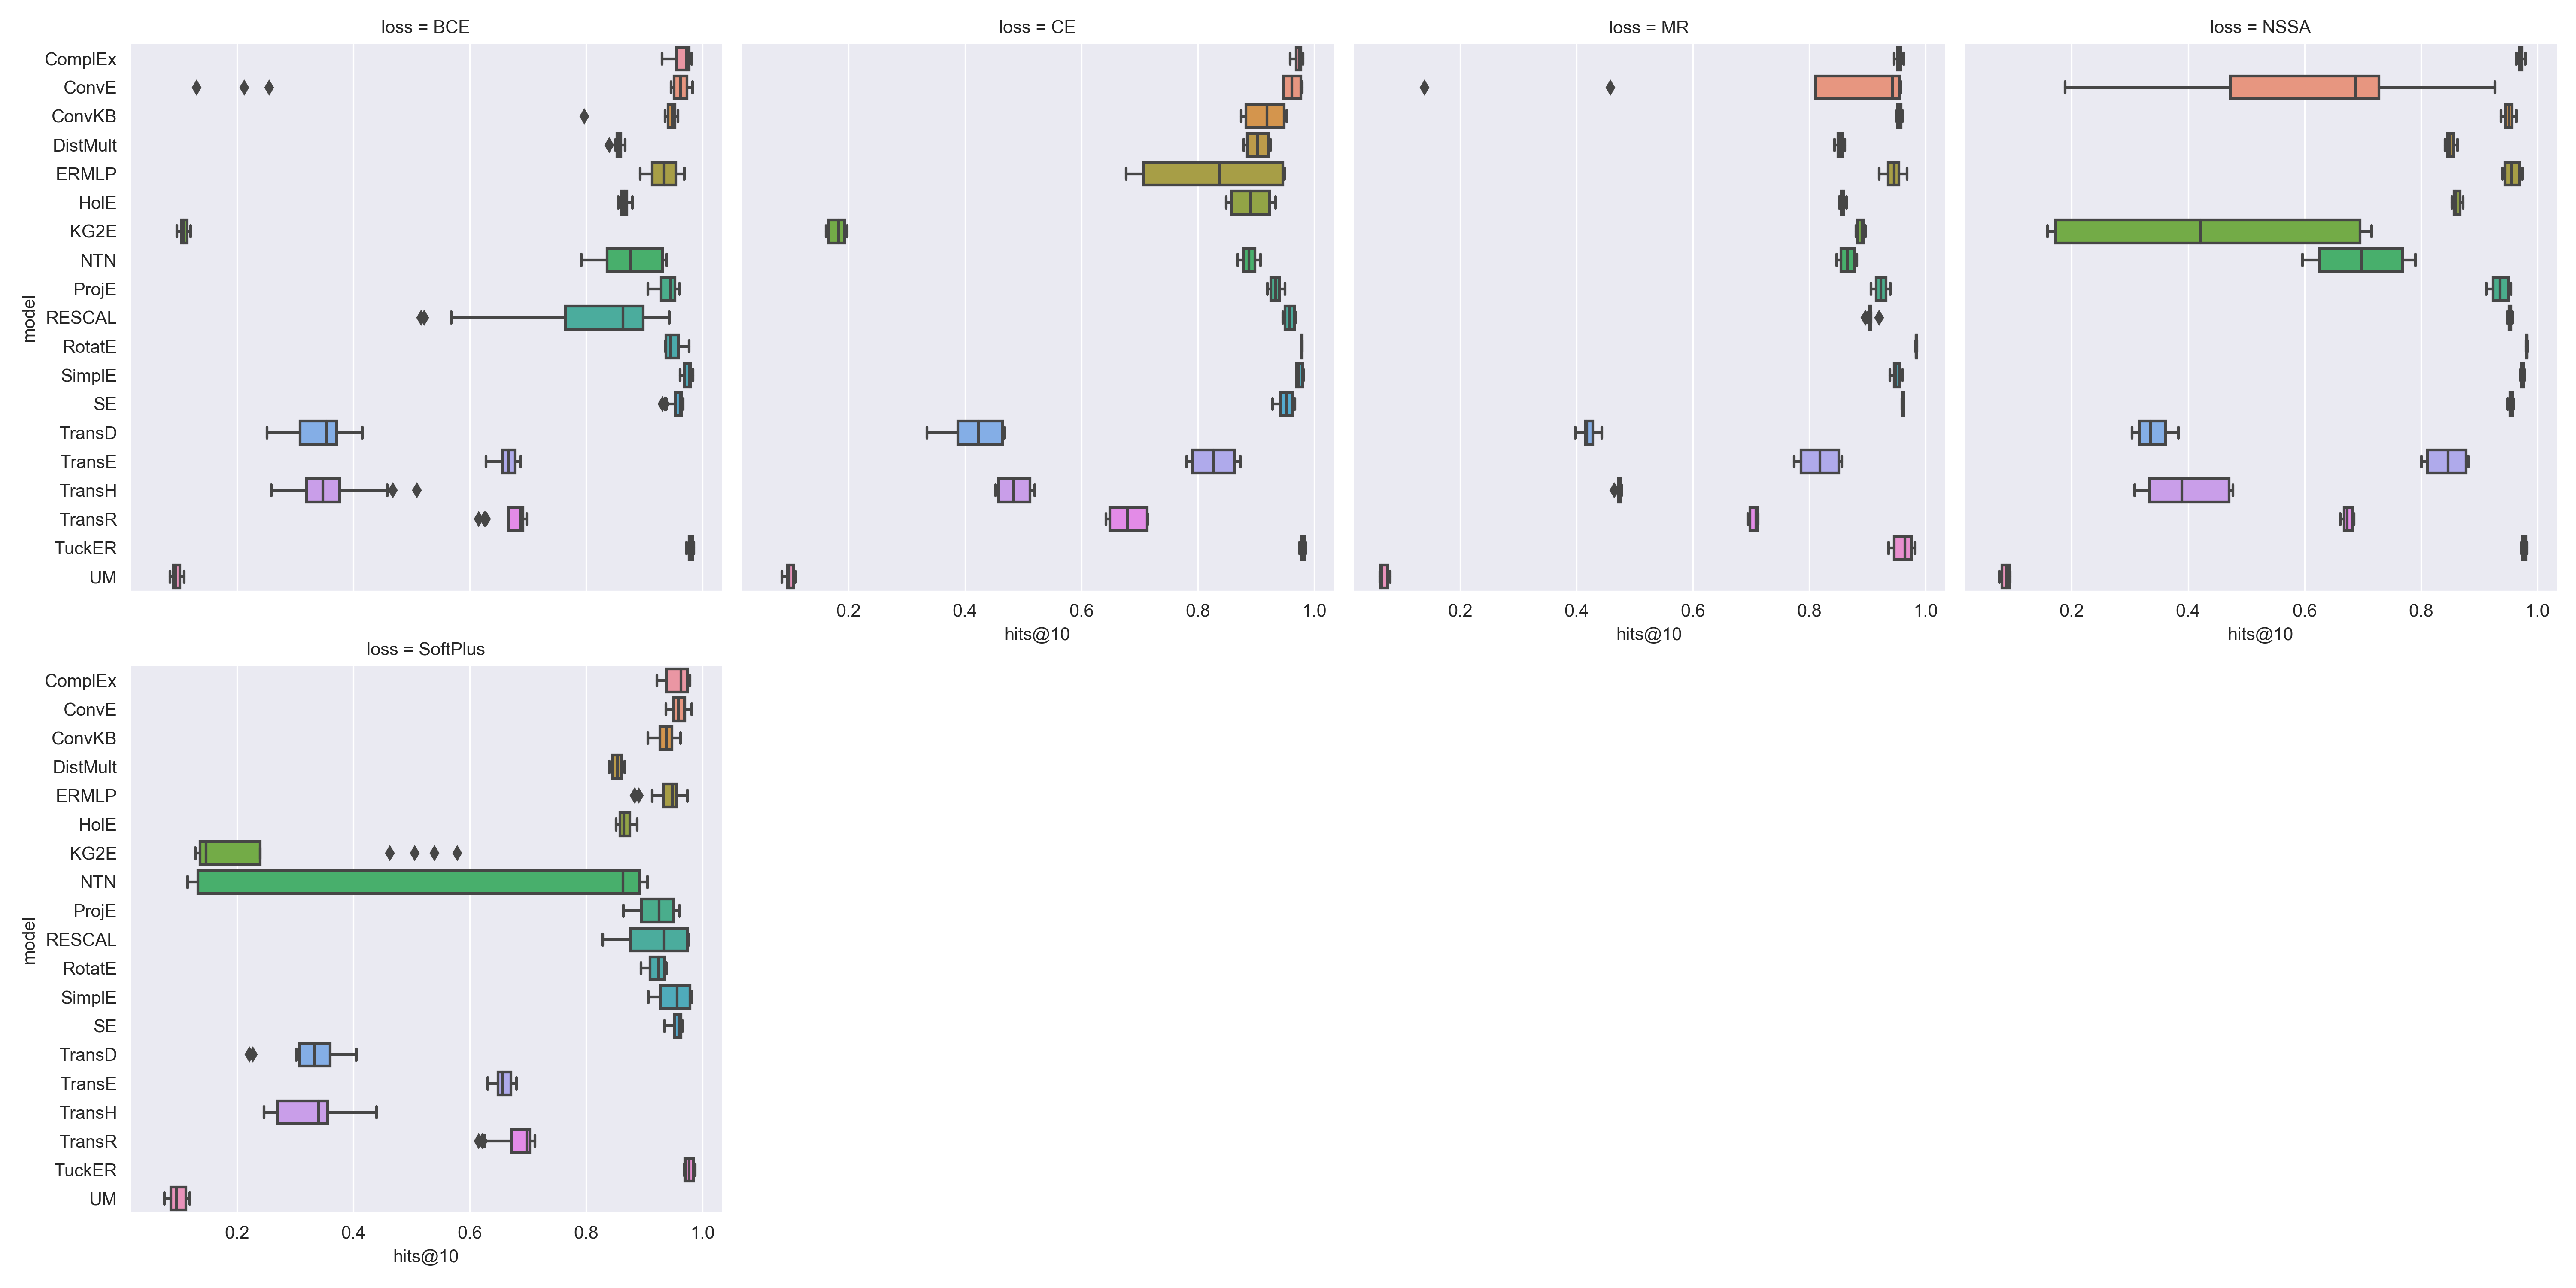 loss = BCE
loss = CE
loss = MR
loss = NSSA
model
ComplEx
ConvE
ConvKB
DistMult
ERMLP
HolE
KG2E
NTN
ProjE
RESCAL
RotatE
SimplE
SE
TransD
TransE
TransH
TransR
TuckER
UM
0.2 0.4 0.6 0.8 1.0
hits@10
0.2 0.4 0.6 0.8 1.0
hits@10
0.2 0.4 0.6 0.8 1.0
hits@10
loss = SoftPlus
model
ComplEx
ConvE
ConvKB
DistMult
ERMLP
HolE
KG2E
NTN
ProjE
RESCAL
RotatE
SimplE
SE
TransD
TransE
TransH
TransR
TuckER
UM
0.2 0.4 0.6 0.8 1.0
hits@10